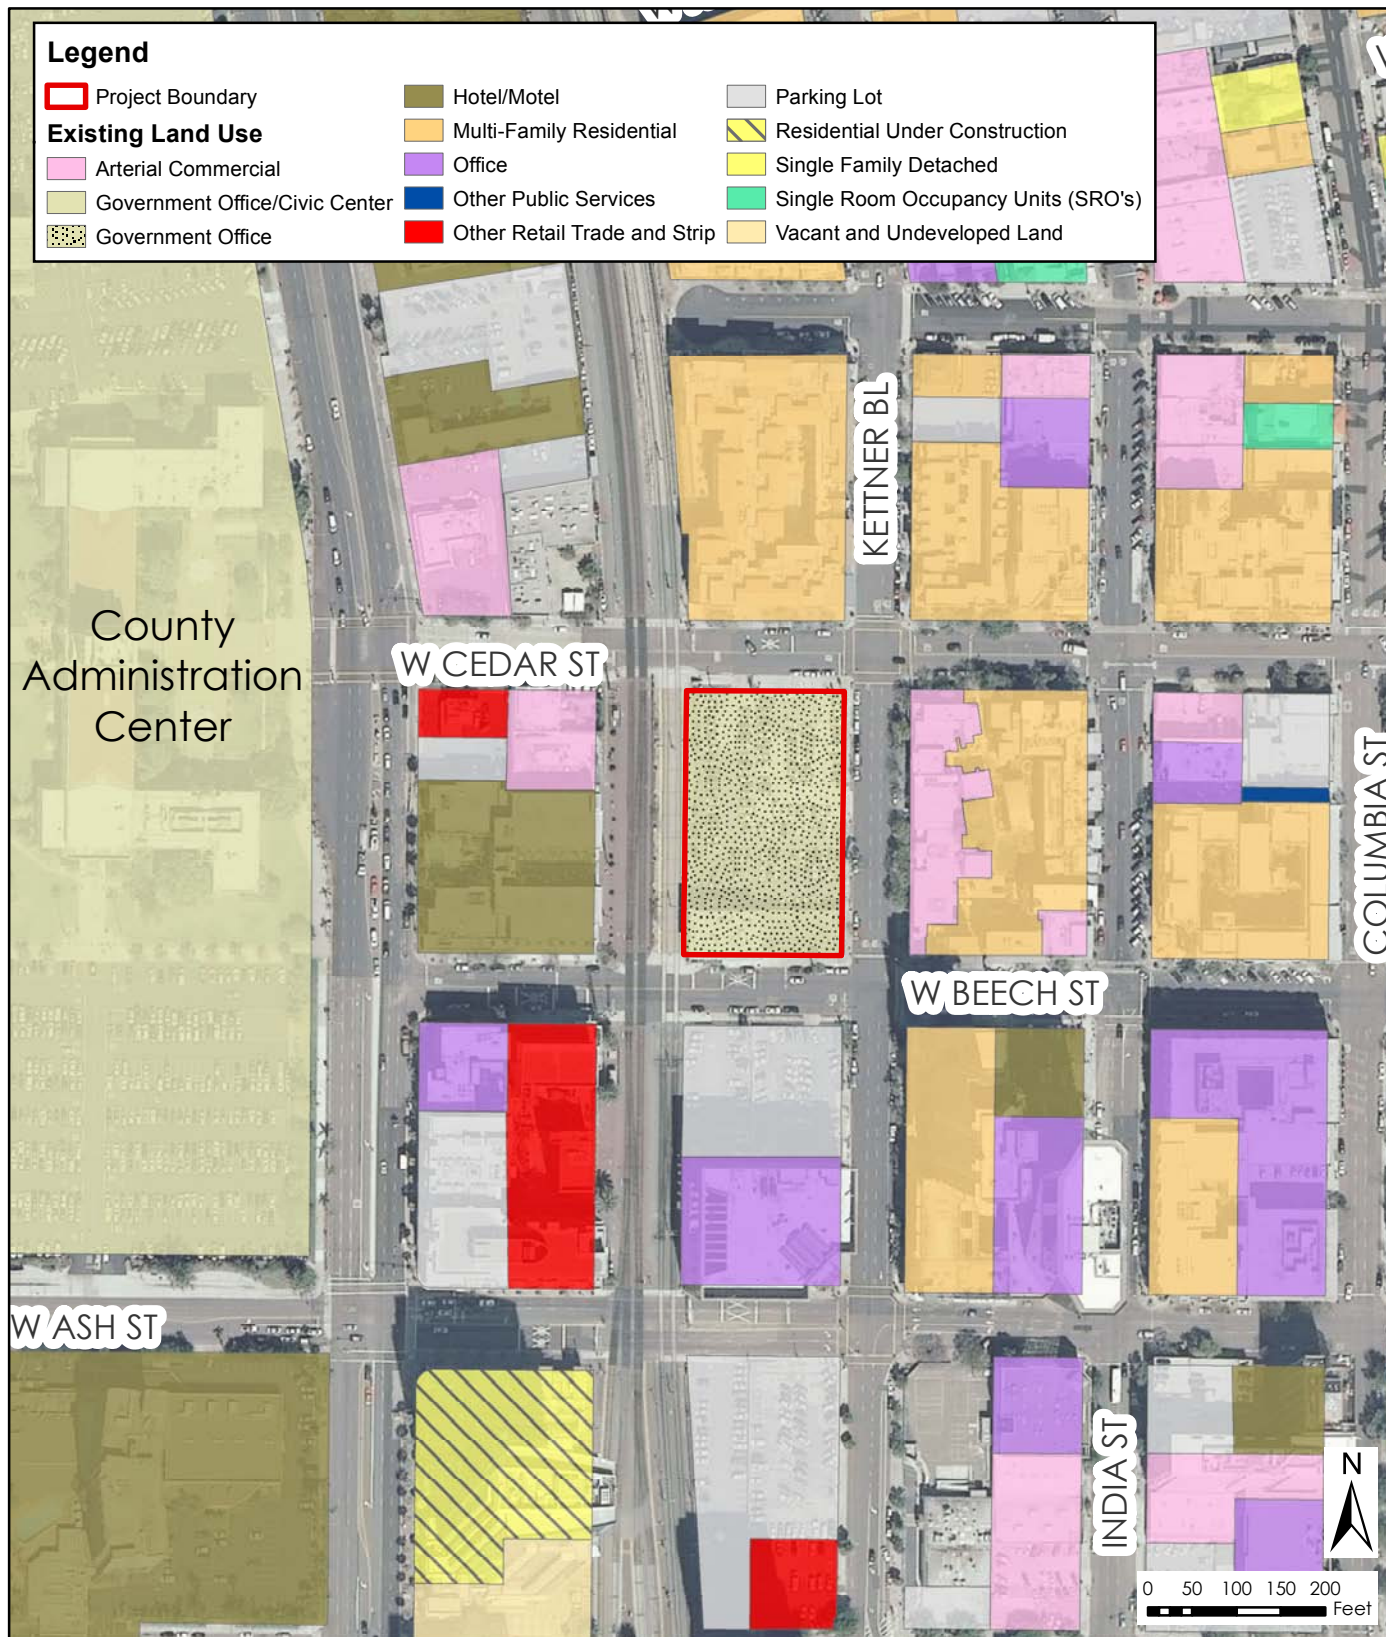 Legend
Project Boundary
Existing Land Use
Arterial Commercial
Government Office/Civic Center
Government Office
Hotel/Motel
Multi-Family Residential
Office
Other Public Services
Other Retail Trade and Strip
Parking Lot
Residential Under Construction
Single Family Detached
Single Room Occupancy Units (SRO's)
Vacant and Undeveloped Land
KETTNER BL
County
Administration
Center
W CEDAR ST
COLUMBIA ST
W BEECH ST
W ASH ST
INDIA ST
N
0 50 100 150 200
Feet